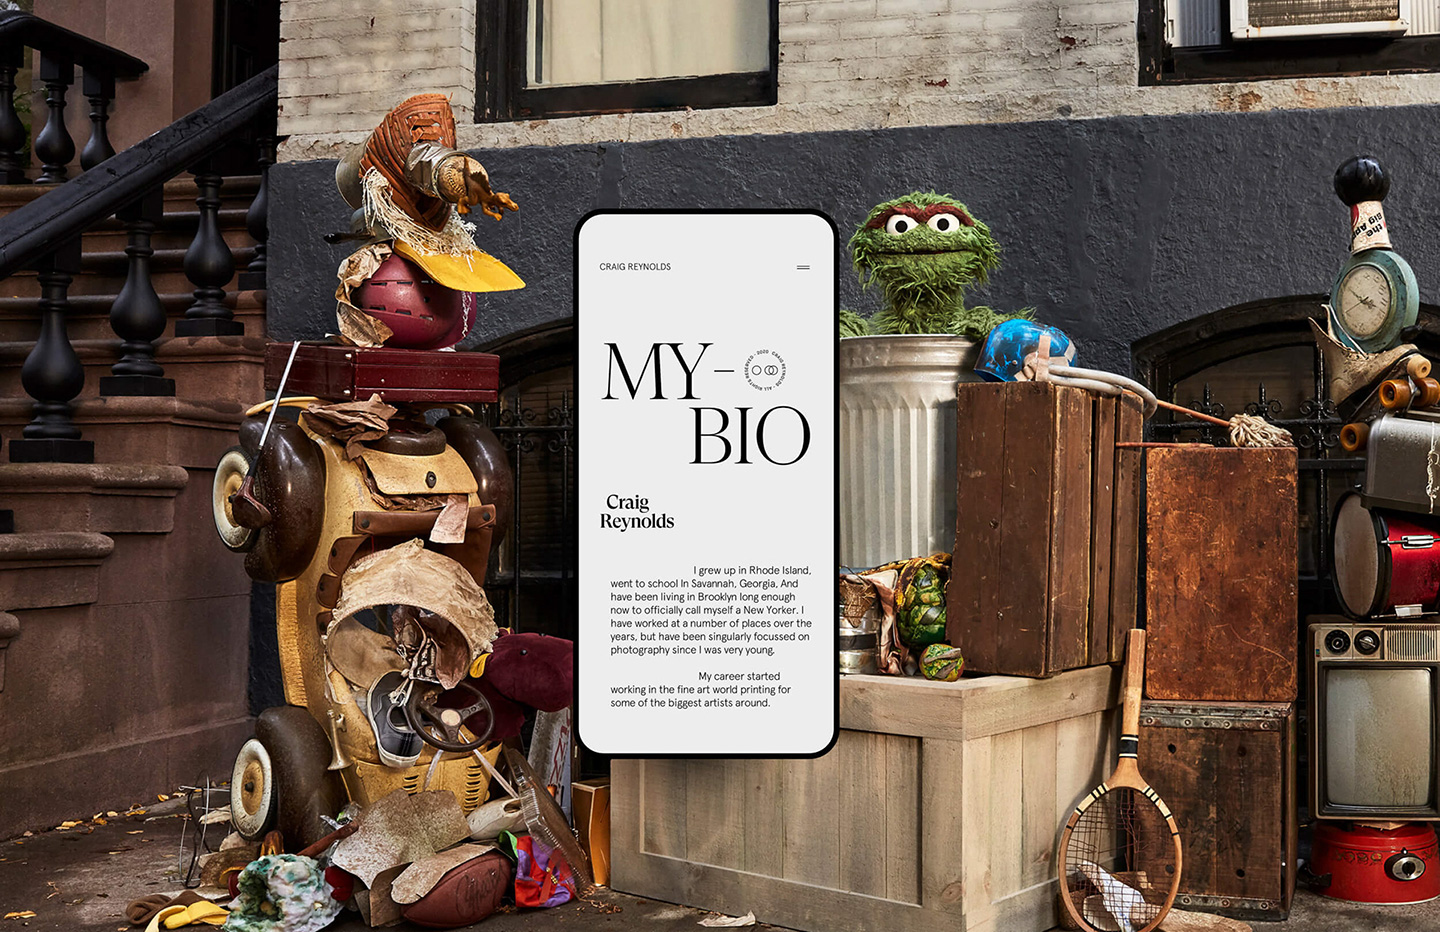 CRAIG REYNOLDS
MY –
CRAIG REYNOLDS - ALL RIGHTS RESERVED - 2020
BIO
Craig
Reynolds
I grew up in Rhode Island,
went to school In Savannah, Georgia, And
have been living in Brooklyn long enough
now to officially call myself a New Yorker. I
have worked at a number of places over the
years, but have been singularly focussed on
photography since I was very young.
My career started
working in the fine art world printing for
some of the biggest artists around.
the
Big Apple